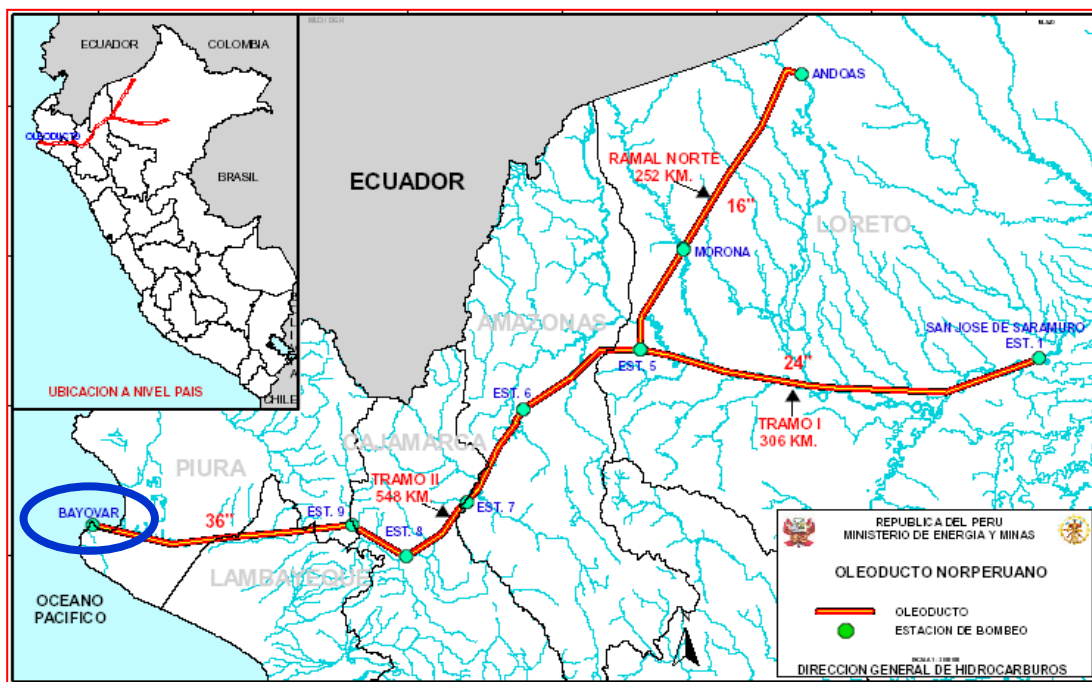 ECUADOR
COLOMBIA
OLEODUCTO
BRASIL
CHILE
UBICACION A NIVEL PAIS
ECUADOR
ANDOAS
RAMAL NORTE
252 KM.
16"
LORETO
MORONA
AMAZONAS
SAN JOSE DE SARAMURO
EST. 1
EST. 5
24"
EST. 6
TRAMO I
306 KM.
CAJAMARCA
PIURA
TRAMO II
548 KM.
EST. 7
BAYOVAR
36"
EST. 9
EST. 8
LAMBAYEQUE
OCEANO
PACIFICO
N
REPUBLICA DEL PERU
MINISTERIO DE ENERGIA Y MINAS
OLEODUCTO NORPERUANO
OLEODUCTO
ESTACION DE BOMBEO
DIRECCION GENERAL DE HIDROCARBUROS